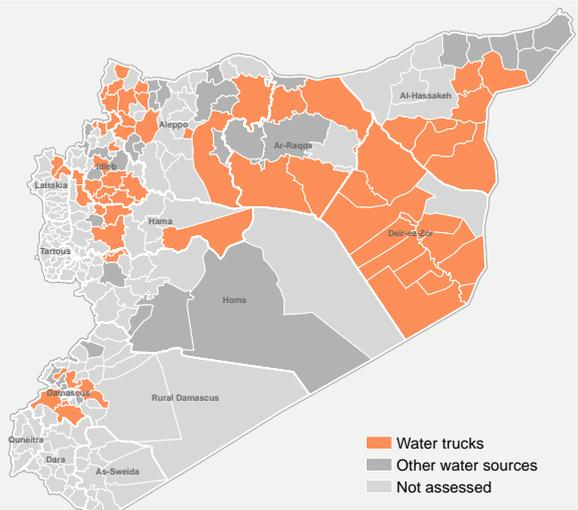 Al-Hassakeh
Aleppo
Ar-Raqqa
Idleb
Lattakia
Hama
Deir-ez-Zor
Tartous
Homs
Damascus
Rural Damascus
Quneitra
Dara
As-Sweida
Water trucks
Other water sources
Not assessed